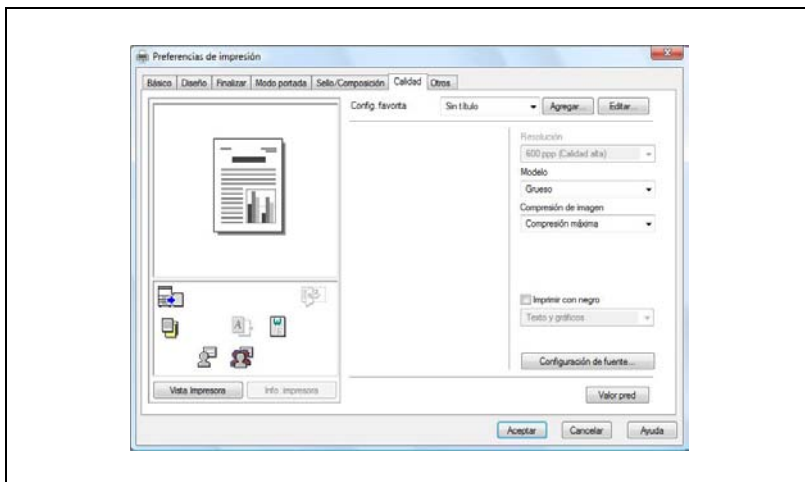 Preferencias de impresión
Básico Diseño Finalizar Modo portada Sello/Composición Calidad Otros
Config. favorita Sin título Agregar... Editar...
Resolución
600 ppp (Calidad alta)
Modelo
Grueso
Compresión de imagen
Compresión máxima
Imprimir con negro
Texto y gráficos
Configuración de fuente...
Vista impresora Info. impresora
Valor pred
Aceptar Cancelar Ayuda